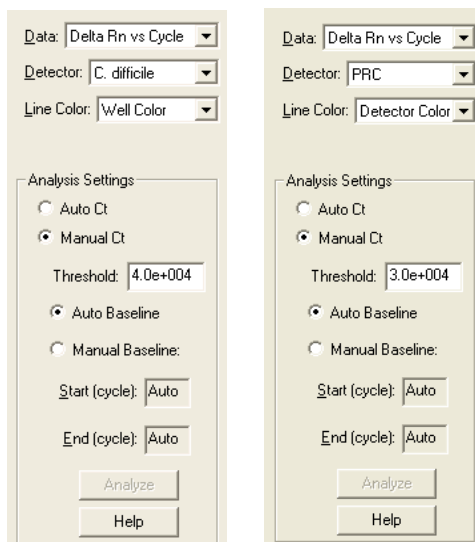 Data: Delta Rn vs Cycle
Detector: C. difficile
Line Color: Well Color
Analysis Settings
Auto Ct
Manual Ct
Threshold: 4.0e+004
Auto Baseline
Manual Baseline:
Start (cycle): Auto
End (cycle): Auto
Analyze
Help
Data: Delta Rn vs Cycle
Detector: PRC
Line Color: Detector Color
Analysis Settings
Auto Ct
Manual Ct
Threshold: 3.0e+004
Auto Baseline
Manual Baseline:
Start (cycle): Auto
End (cycle): Auto
Analyze
Help